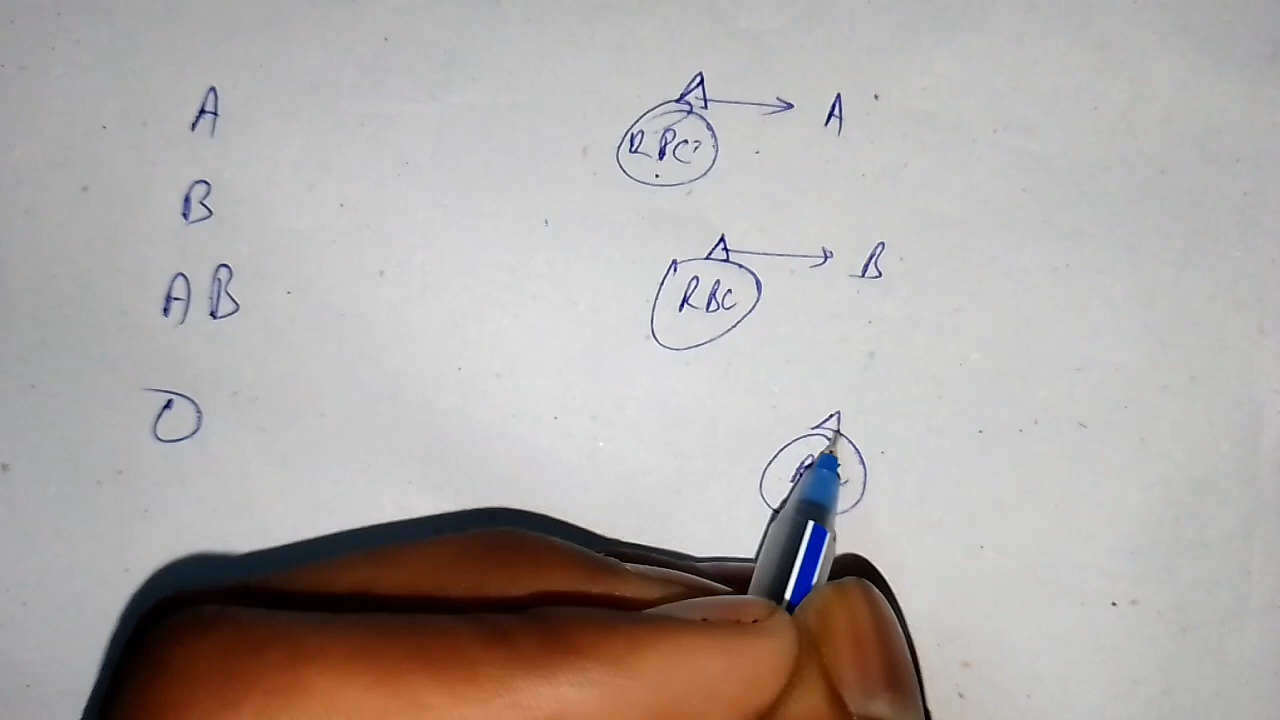 A
B
AB
O
RBC → A
RBC → B